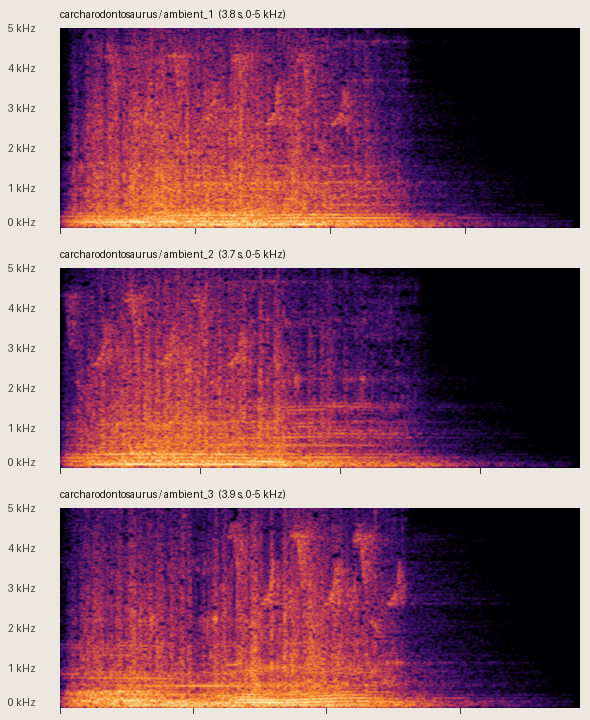 carcharodontosaurus / ambient_1 (3.8 s, 0-5 kHz)
5 kHz
4 kHz
3 kHz
2 kHz
1 kHz
0 kHz
carcharodontosaurus / ambient_2 (3.7 s, 0-5 kHz)
5 kHz
4 kHz
3 kHz
2 kHz
1 kHz
0 kHz
carcharodontosaurus / ambient_3 (3.9 s, 0-5 kHz)
5 kHz
4 kHz
3 kHz
2 kHz
1 kHz
0 kHz